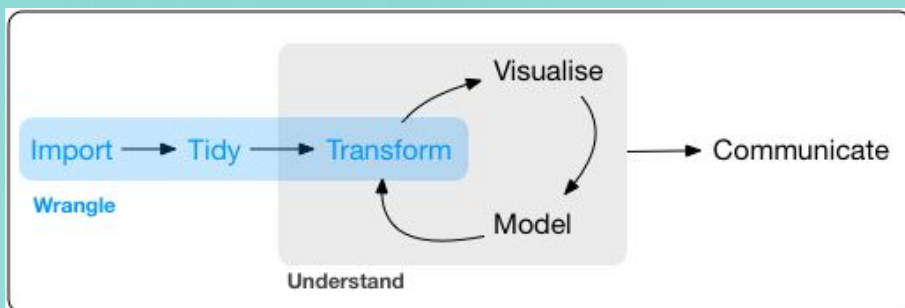 Visualise
Import
Tidy
Transform
Communicate
Wrangle
Model
Understand